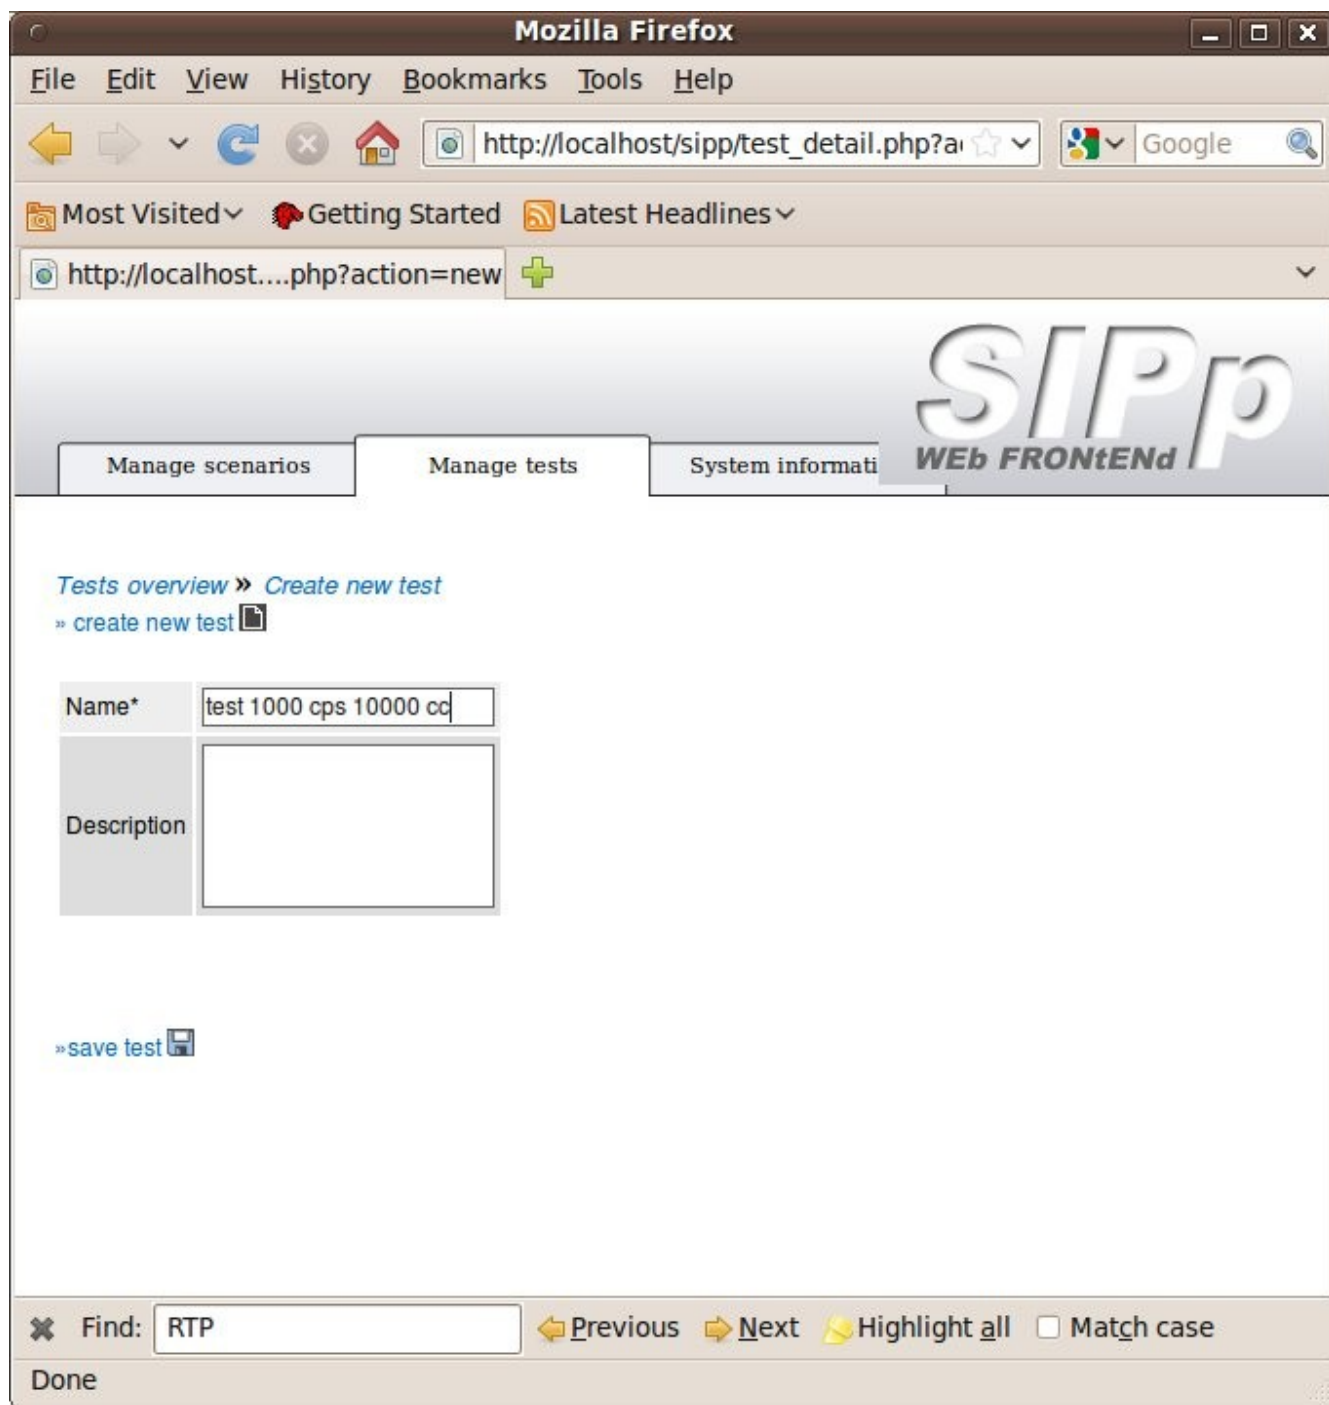 Mozilla Firefox
File Edit View History Bookmarks Tools Help
http://localhost/sipp/test_detail.php?a Google
Most Visited Getting Started Latest Headlines
http://localhost....php?action=new
SIPp
WEb FRONtENd
Manage scenarios Manage tests System informati
Tests overview » Create new test
» create new test
Name* test 1000 cps 10000 cc
Description
»save test
Find: RTP Previous Next Highlight all Match case
Done